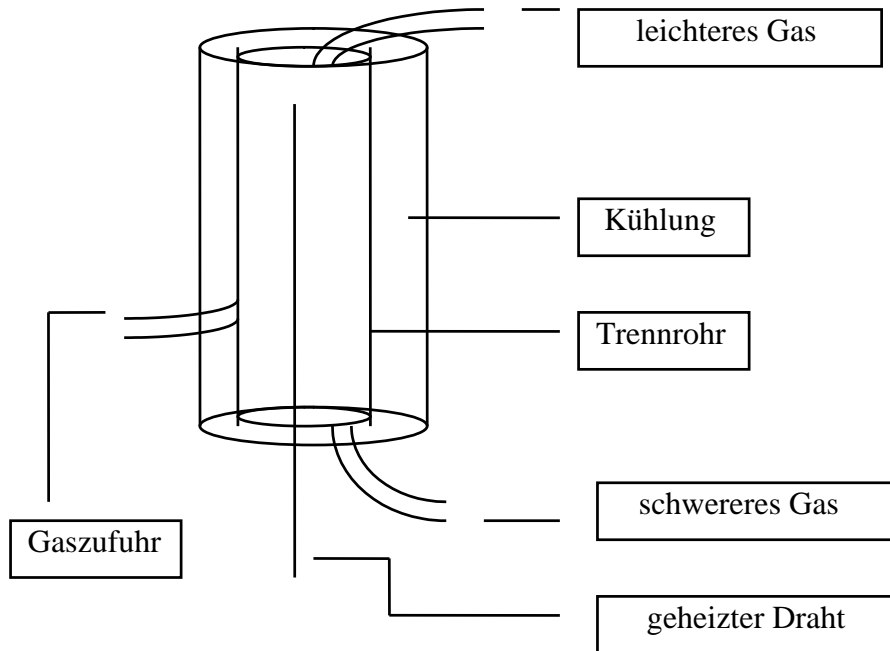 leichteres Gas
Kühlung
Trennrohr
schwereres Gas
Gaszufuhr
geheizter Draht